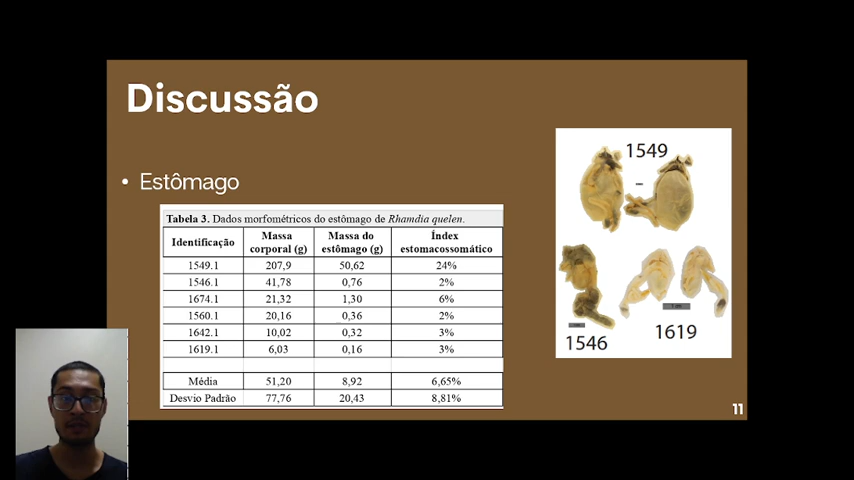 Discussão
• Estômago
Tabela 3. Dados morfométricos do estômago de Rhamdia quelen.
Identificação Massa corporal (g) Massa do estômago (g) Índex estomacossomático
1549.1 207,9 50,62 24%
1546.1 41,78 0,76 2%
1674.1 21,32 1,30 6%
1560.1 20,16 0,36 2%
1642.1 10,02 0,32 3%
1619.1 6,03 0,16 3%
Média 51,20 8,92 6,65%
Desvio Padrão 77,76 20,43 8,81%
1549
1546
1619
11